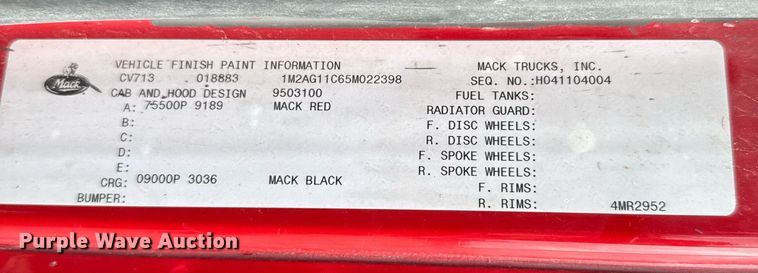 VEHICLE FINISH PAINT INFORMATION MACK TRUCKS, INC.
CV713 018883 1M2AG11C65M022398 SEQ. NO.:H041104004
Mack
CAB AND HOOD DESIGN 9503100 FUEL TANKS:
A: 75500P 9189 MACK RED RADIATOR GUARD:
B: F. DISC WHEELS:
C: R. DISC WHEELS:
D: F. SPOKE WHEELS:
E: R. SPOKE WHEELS:
CRG: 09000P 3036 MACK BLACK F. RIMS:
BUMPER: R. RIMS: 4MR2952
Purple Wave Auction